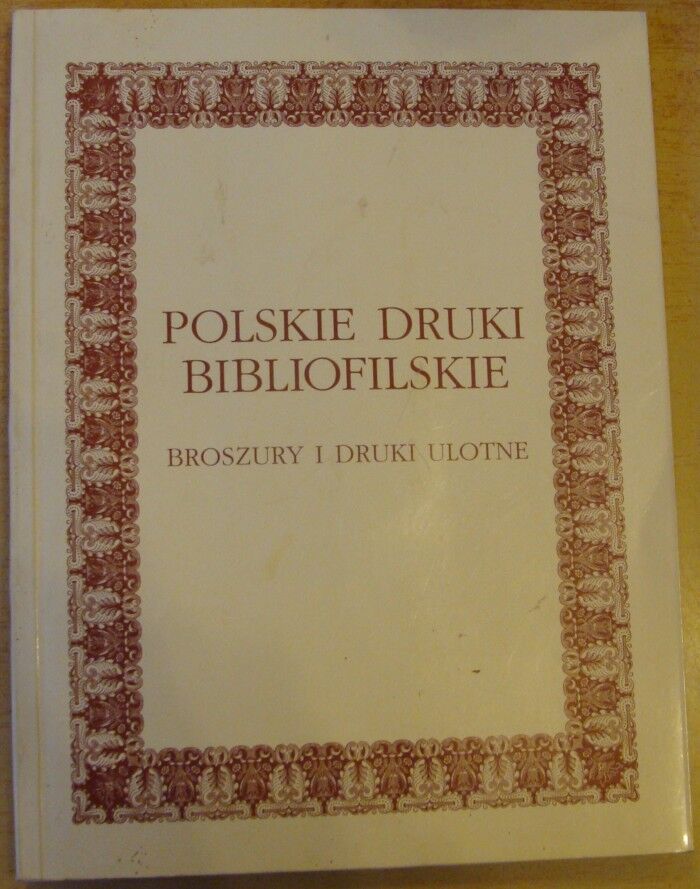 POLSKIE DRUKI
BIBLIOFILSKIE
BROSZURY I DRUKI ULOTNE